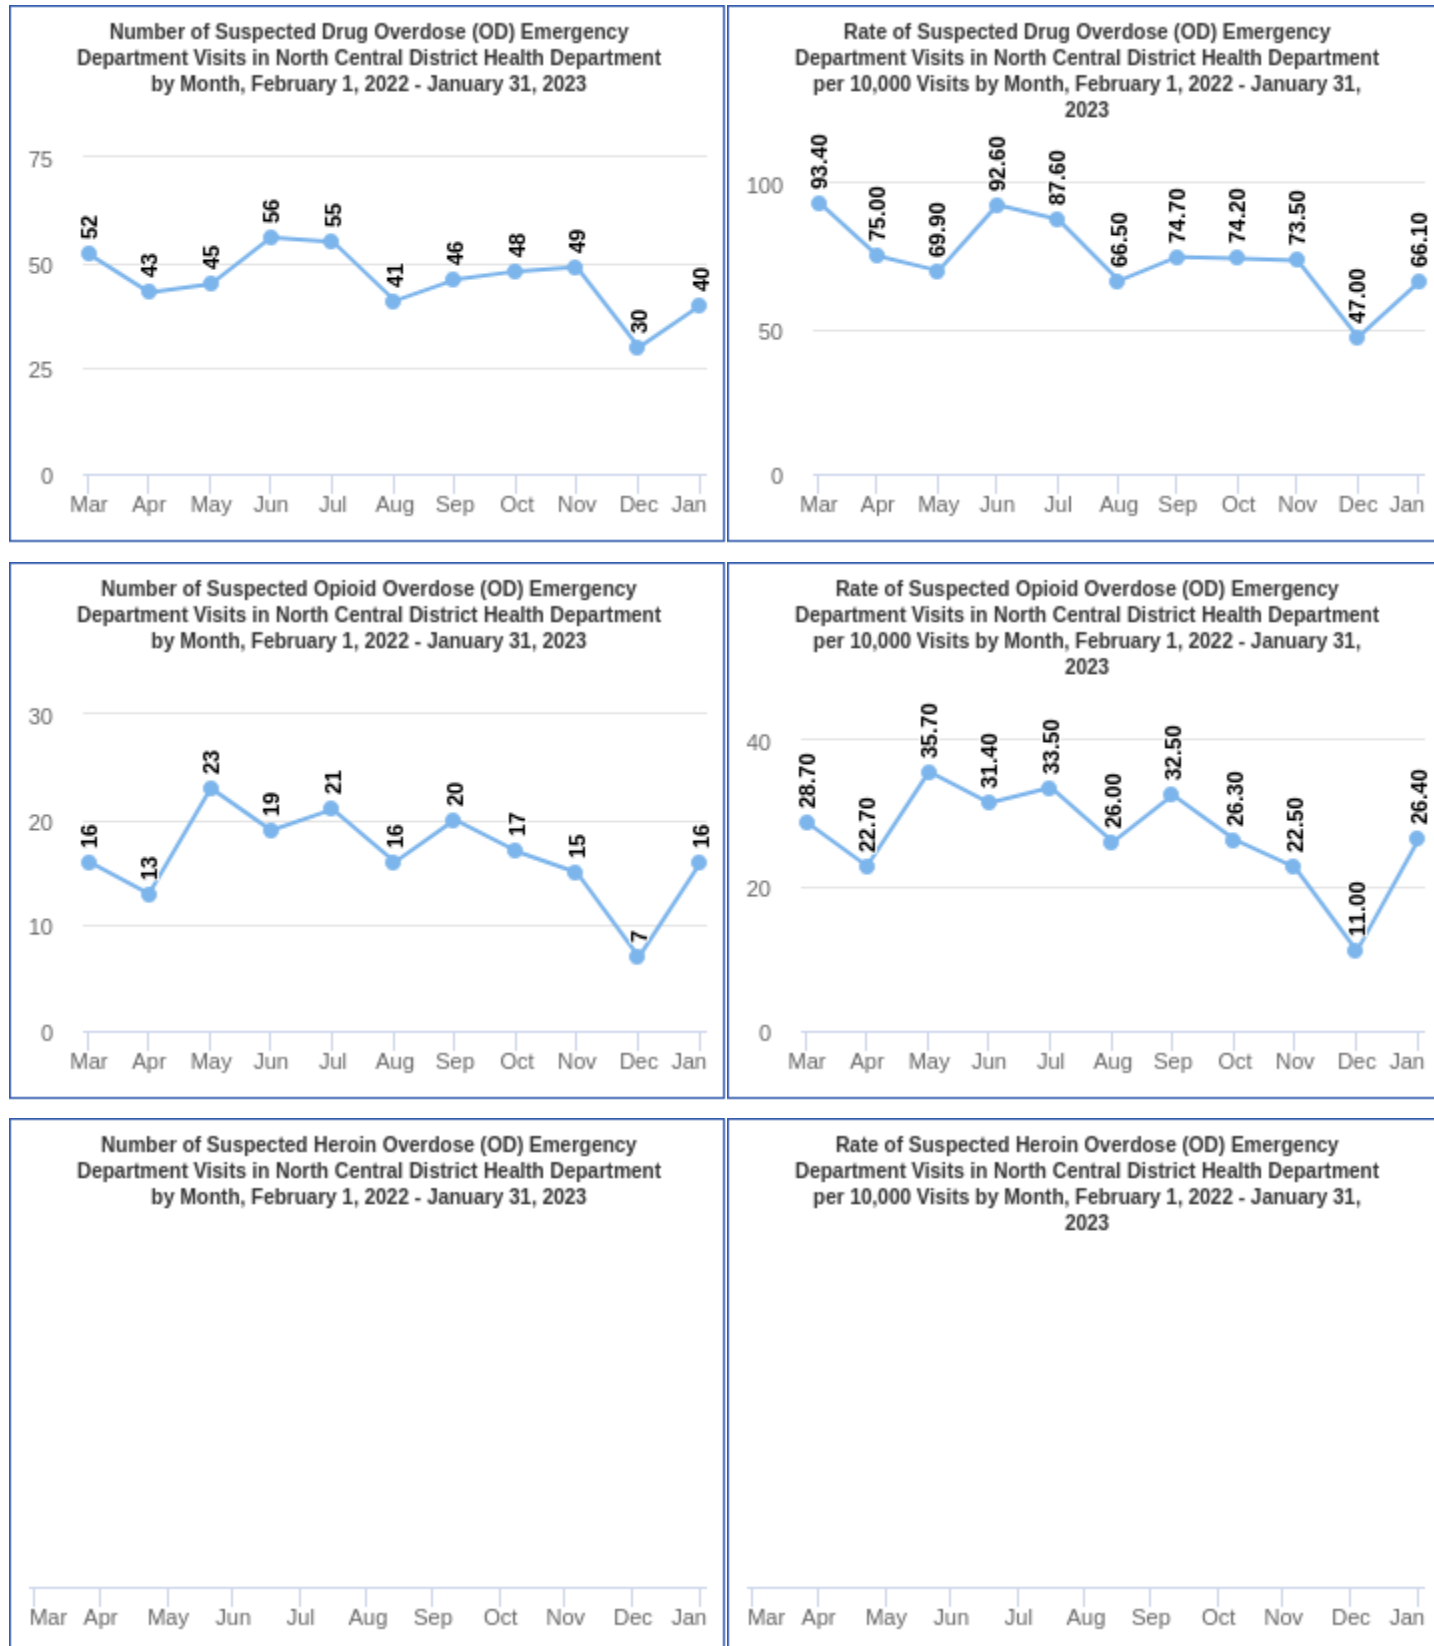 Number of Suspected Drug Overdose (OD) Emergency
Department Visits in North Central District Health Department
by Month, February 1, 2022 - January 31, 2023
75
50
25
0
52
43
45
56
55
41
46
48
49
30
40
Mar Apr May Jun Jul Aug Sep Oct Nov Dec Jan
Rate of Suspected Drug Overdose (OD) Emergency
Department Visits in North Central District Health Department
per 10,000 Visits by Month, February 1, 2022 - January 31,
2023
100
50
0
93.40
75.00
69.90
92.60
87.60
66.50
74.70
74.20
73.50
47.00
66.10
Mar Apr May Jun Jul Aug Sep Oct Nov Dec Jan
Number of Suspected Opioid Overdose (OD) Emergency
Department Visits in North Central District Health Department
by Month, February 1, 2022 - January 31, 2023
30
20
10
0
16
13
23
19
21
16
20
17
15
7
16
Mar Apr May Jun Jul Aug Sep Oct Nov Dec Jan
Rate of Suspected Opioid Overdose (OD) Emergency
Department Visits in North Central District Health Department
per 10,000 Visits by Month, February 1, 2022 - January 31,
2023
40
20
0
28.70
22.70
35.70
31.40
33.50
26.00
32.50
26.30
22.50
11.00
26.40
Mar Apr May Jun Jul Aug Sep Oct Nov Dec Jan
Number of Suspected Heroin Overdose (OD) Emergency
Department Visits in North Central District Health Department
by Month, February 1, 2022 - January 31, 2023
Mar Apr May Jun Jul Aug Sep Oct Nov Dec Jan
Rate of Suspected Heroin Overdose (OD) Emergency
Department Visits in North Central District Health Department
per 10,000 Visits by Month, February 1, 2022 - January 31,
2023
Mar Apr May Jun Jul Aug Sep Oct Nov Dec Jan